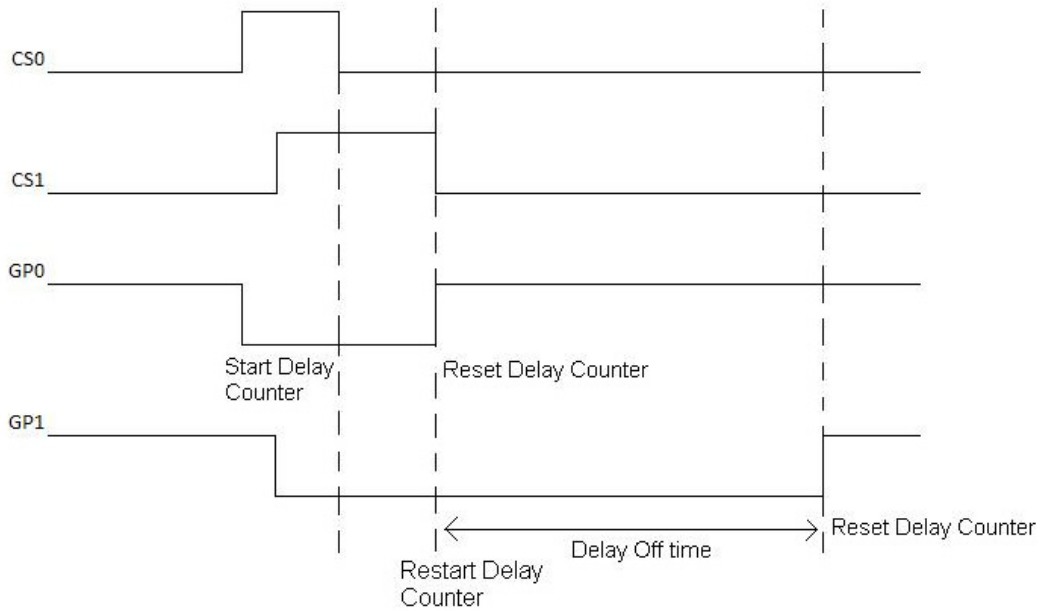 CS0
CS1
GP0
Start Delay
Counter
Reset Delay Counter
GP1
Reset Delay Counter
Delay Off time
Restart Delay
Counter